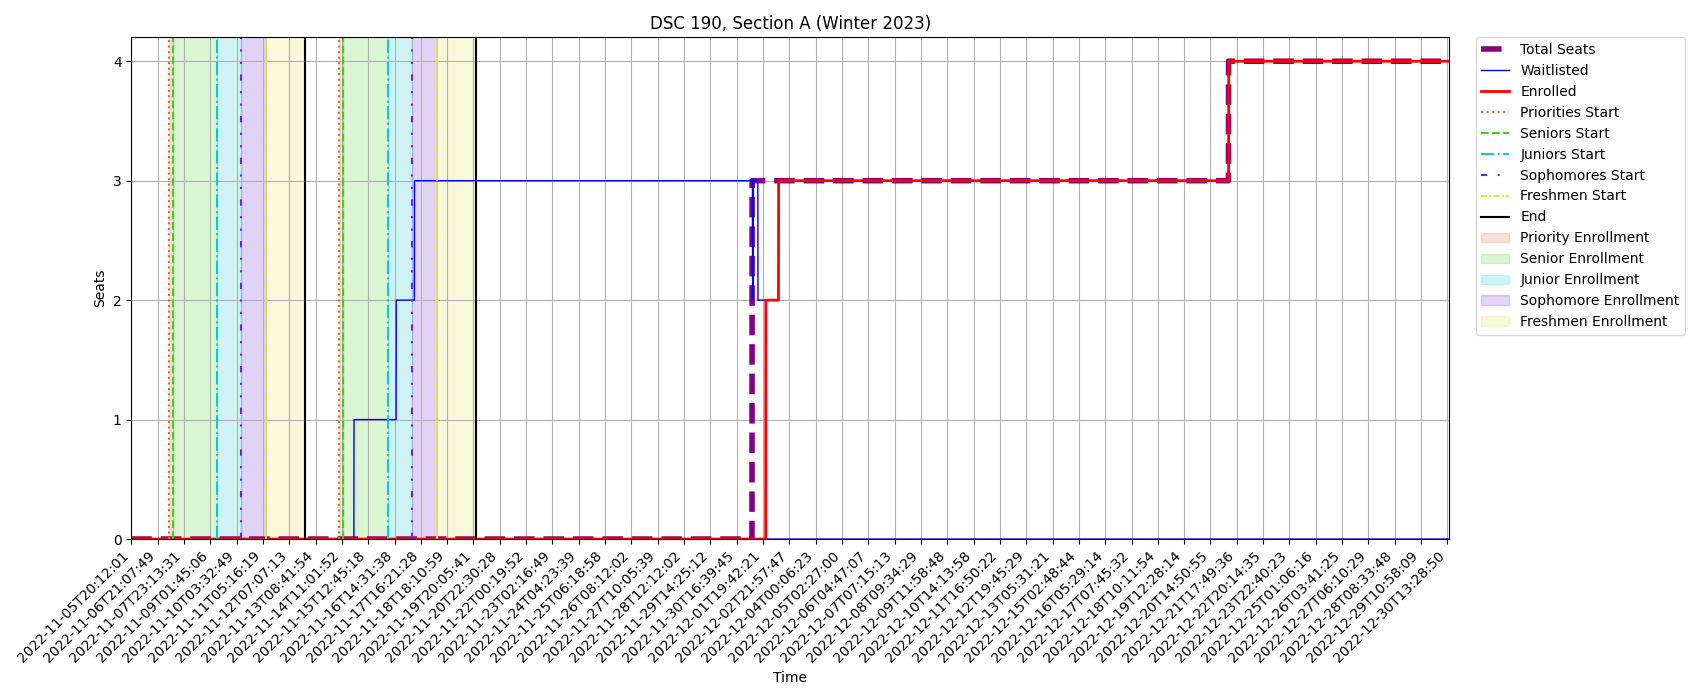 DSC 190, Section A (Winter 2023)
Seats
4
3
2
1
0
2022-11-05T20:12:01
2022-11-06T21:07:49
2022-11-07T23:13:31
2022-11-09T01:45:06
2022-11-10T03:32:49
2022-11-11T05:16:19
2022-11-12T07:07:13
2022-11-13T08:41:54
2022-11-14T11:01:52
2022-11-15T12:45:18
2022-11-16T14:31:38
2022-11-17T16:21:28
2022-11-18T18:10:59
2022-11-19T20:05:41
2022-11-20T22:30:28
2022-11-22T00:19:52
2022-11-23T02:16:49
2022-11-24T04:23:39
2022-11-25T06:18:58
2022-11-26T08:12:02
2022-11-27T10:05:39
2022-11-28T12:12:02
2022-11-29T14:25:12
2022-11-30T16:39:45
2022-12-01T19:42:21
2022-12-02T21:57:47
2022-12-04T00:06:23
2022-12-05T02:27:00
2022-12-06T04:47:07
2022-12-07T07:15:13
2022-12-08T09:34:29
2022-12-09T11:58:48
2022-12-10T14:13:58
2022-12-11T16:50:22
2022-12-12T19:45:29
2022-12-13T05:31:21
2022-12-15T02:48:44
2022-12-16T05:29:14
2022-12-17T07:45:32
2022-12-18T10:11:54
2022-12-19T12:28:14
2022-12-20T14:50:55
2022-12-21T17:49:36
2022-12-22T20:14:35
2022-12-23T22:40:23
2022-12-25T01:06:16
2022-12-26T03:41:25
2022-12-27T06:10:29
2022-12-28T08:33:48
2022-12-29T10:58:09
2022-12-30T13:28:50
Time
Total Seats
Waitlisted
Enrolled
Priorities Start
Seniors Start
Juniors Start
Sophomores Start
Freshmen Start
End
Priority Enrollment
Senior Enrollment
Junior Enrollment
Sophomore Enrollment
Freshmen Enrollment